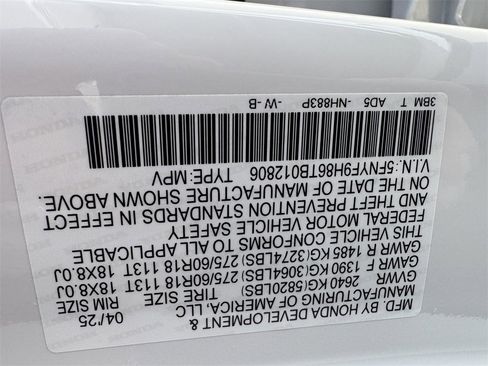 MFD. BY HONDA DEVELOPMENT & 04/25
MANUFACTURING OF AMERICA, LLC
GVWR 2640 KG(5820LBS) TIRE SIZE RIM SIZE
GAWR F 1390 KG(3064LBS) 275/60R18 113T 18X8.0J
GAWR R 1485 KG(3274LBS) 275/60R18 113T 18X8.0J
THIS VEHICLE CONFORMS TO ALL APPLICABLE
FEDERAL MOTOR VEHICLE SAFETY
AND THEFT PREVENTION STANDARDS IN EFFECT
ON THE DATE OF MANUFACTURE SHOWN ABOVE.
V.I.N.:5FNYF9H86TB012806 TYPE:MPV
3BM T AD5 -NH883P -W -B